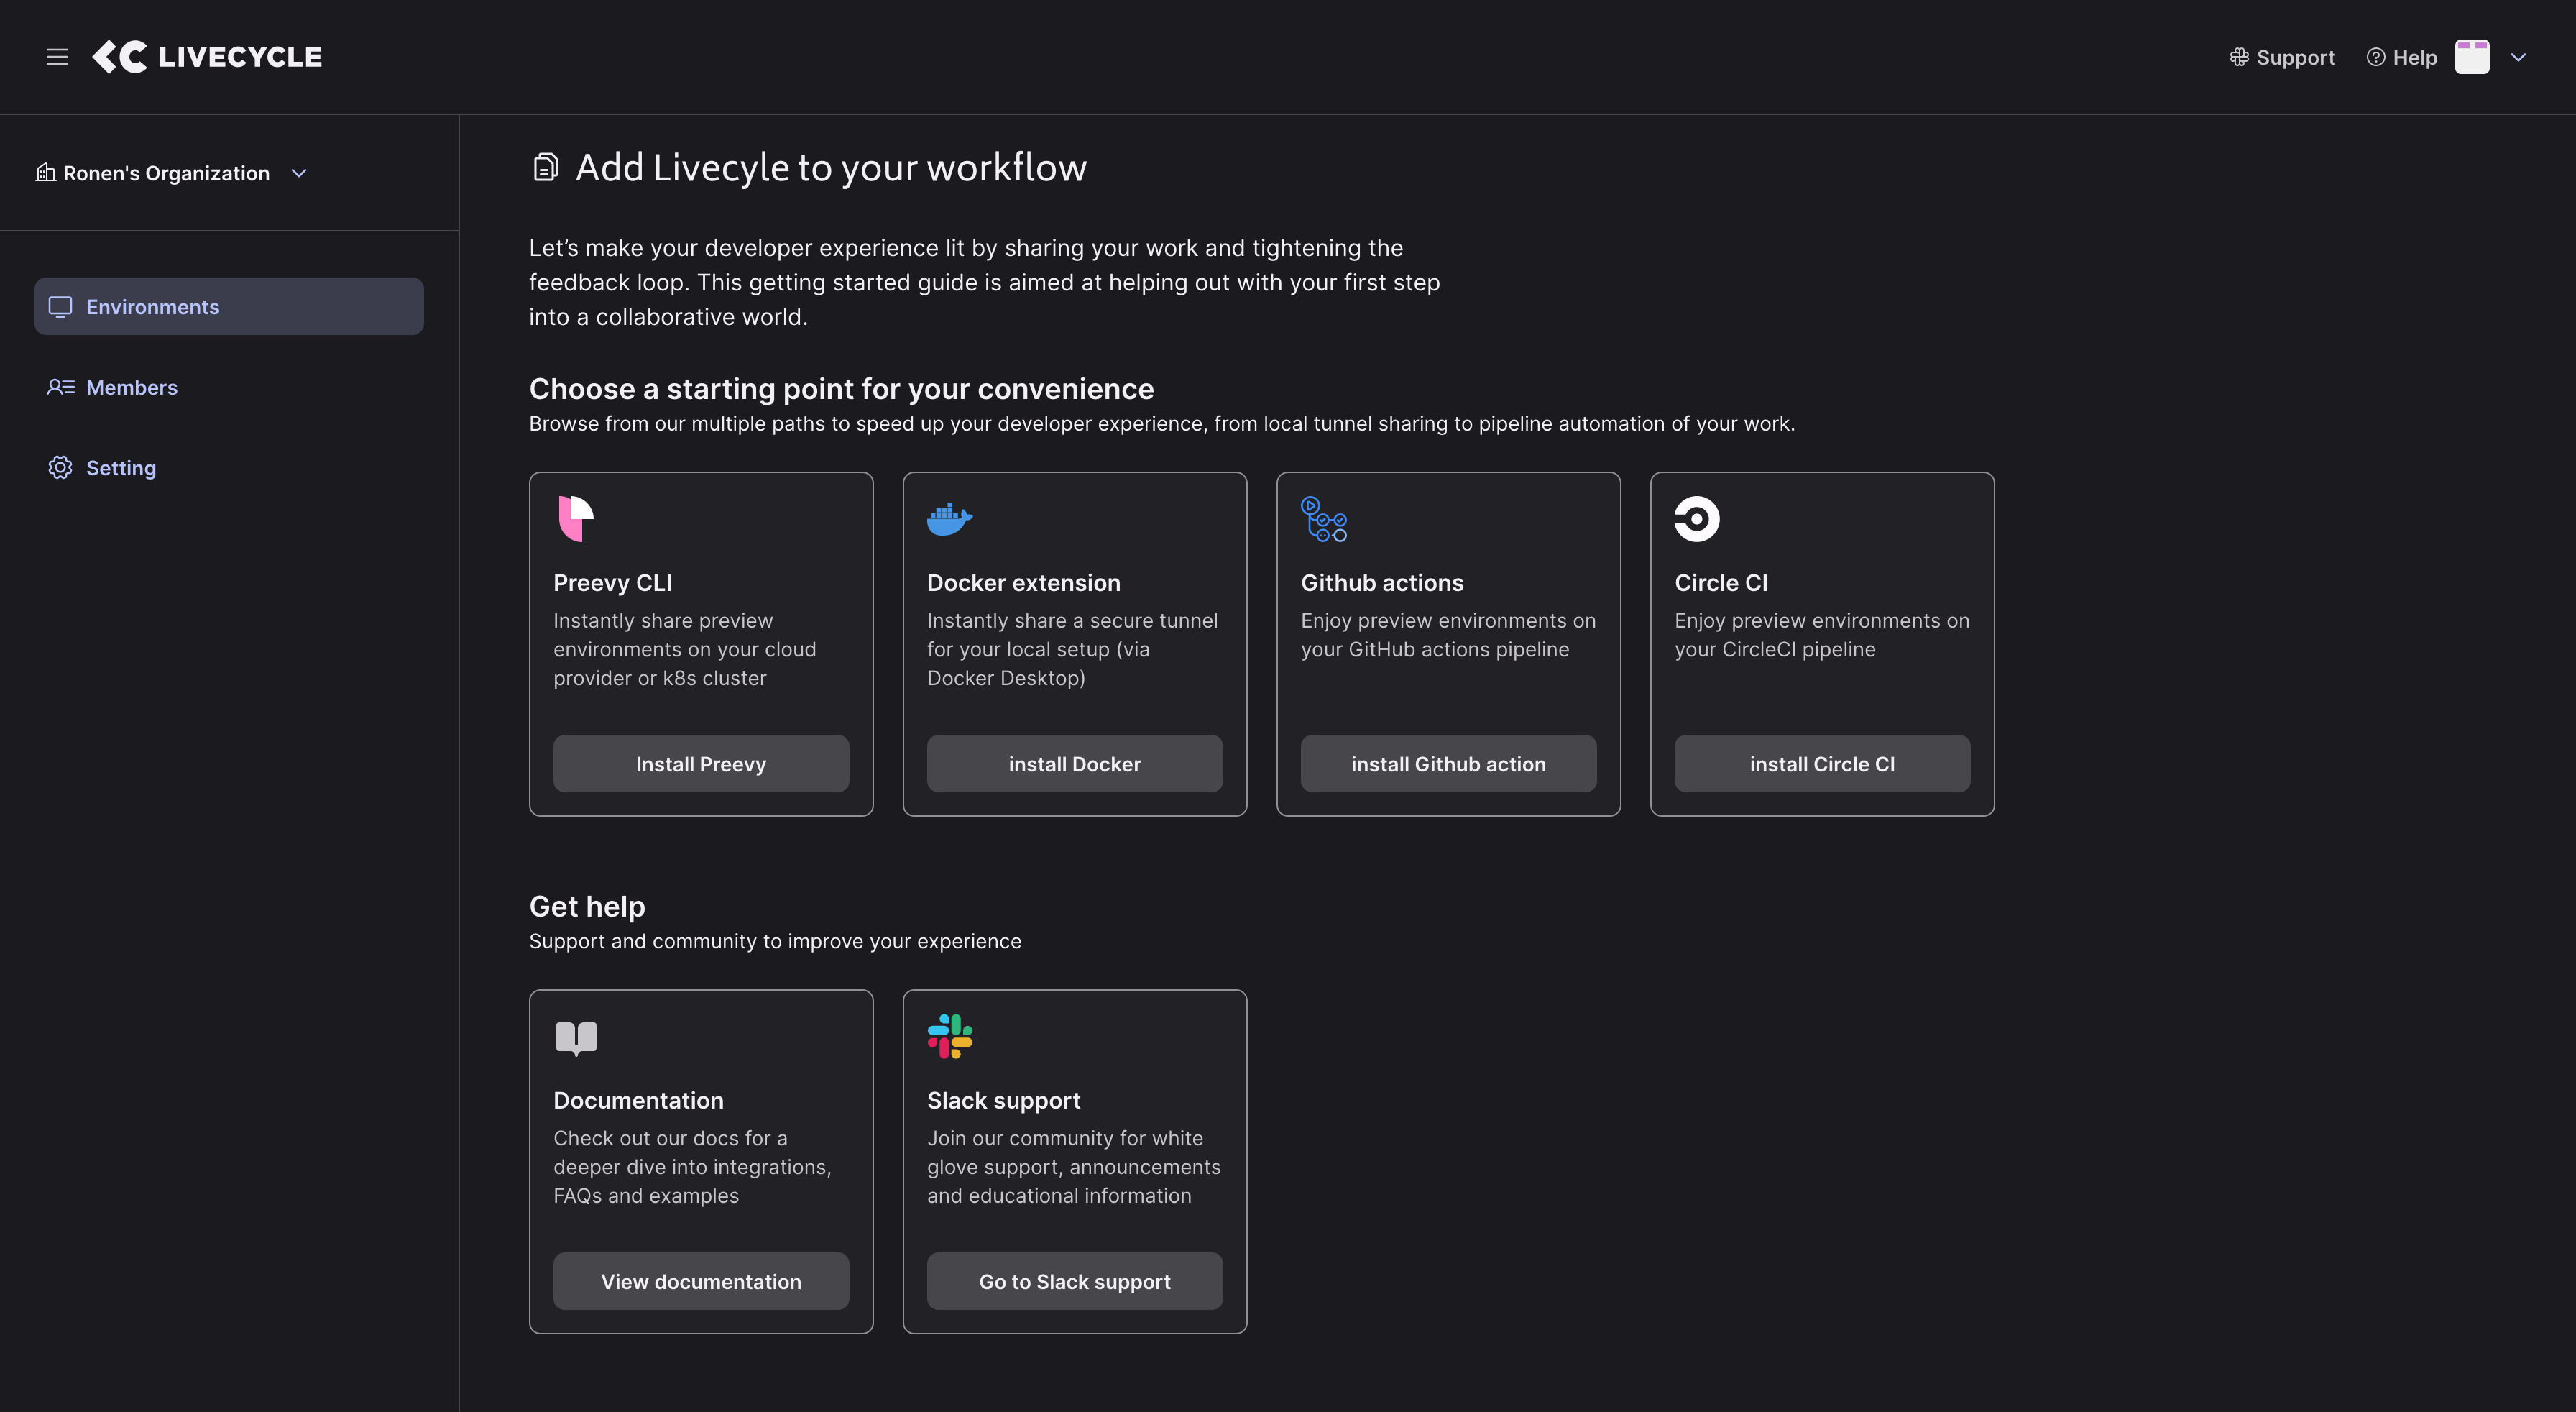 LIVECYCLE
Support
Help
Ronen's Organization
Environments
Members
Setting
Add Livecyle to your workflow
Let’s make your developer experience lit by sharing your work and tightening the
feedback loop. This getting started guide is aimed at helping out with your first step
into a collaborative world.
Choose a starting point for your convenience
Browse from our multiple paths to speed up your developer experience, from local tunnel sharing to pipeline automation of your work.
Preevy CLI
Instantly share preview
environments on your cloud
provider or k8s cluster
Install Preevy
Docker extension
Instantly share a secure tunnel
for your local setup (via
Docker Desktop)
install Docker
Github actions
Enjoy preview environments on
your GitHub actions pipeline
install Github action
Circle CI
Enjoy preview environments on
your CircleCI pipeline
install Circle CI
Get help
Support and community to improve your experience
Documentation
Check out our docs for a
deeper dive into integrations,
FAQs and examples
View documentation
Slack support
Join our community for white
glove support, announcements
and educational information
Go to Slack support